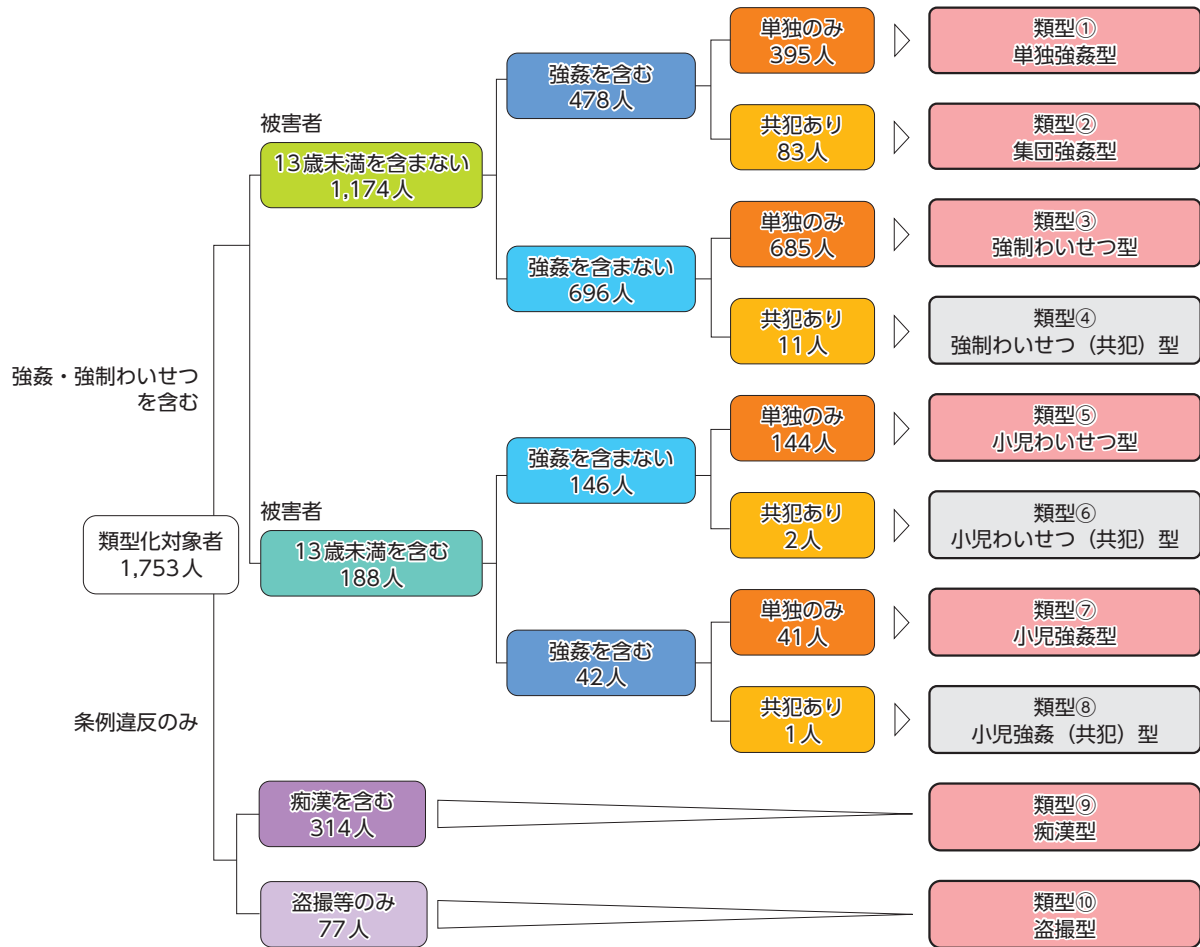 単独のみ
395人
類型①
単独強姦型
強姦を含む
478人
共犯あり
83人
類型②
集団強姦型
被害者
13歳未満を含まない
1,174人
単独のみ
685人
類型③
強制わいせつ型
強姦を含まない
696人
共犯あり
11人
類型④
強制わいせつ（共犯）型
強姦・強制わいせつ
を含む
単独のみ
144人
類型⑤
小児わいせつ型
強姦を含まない
146人
共犯あり
2人
類型⑥
小児わいせつ（共犯）型
被害者
13歳未満を含む
188人
類型化対象者
1,753人
単独のみ
41人
類型⑦
小児強姦型
強姦を含む
42人
共犯あり
1人
類型⑧
小児強姦（共犯）型
条例違反のみ
痴漢を含む
314人
類型⑨
痴漢型
盗撮等のみ
77人
類型⑩
盗撮型